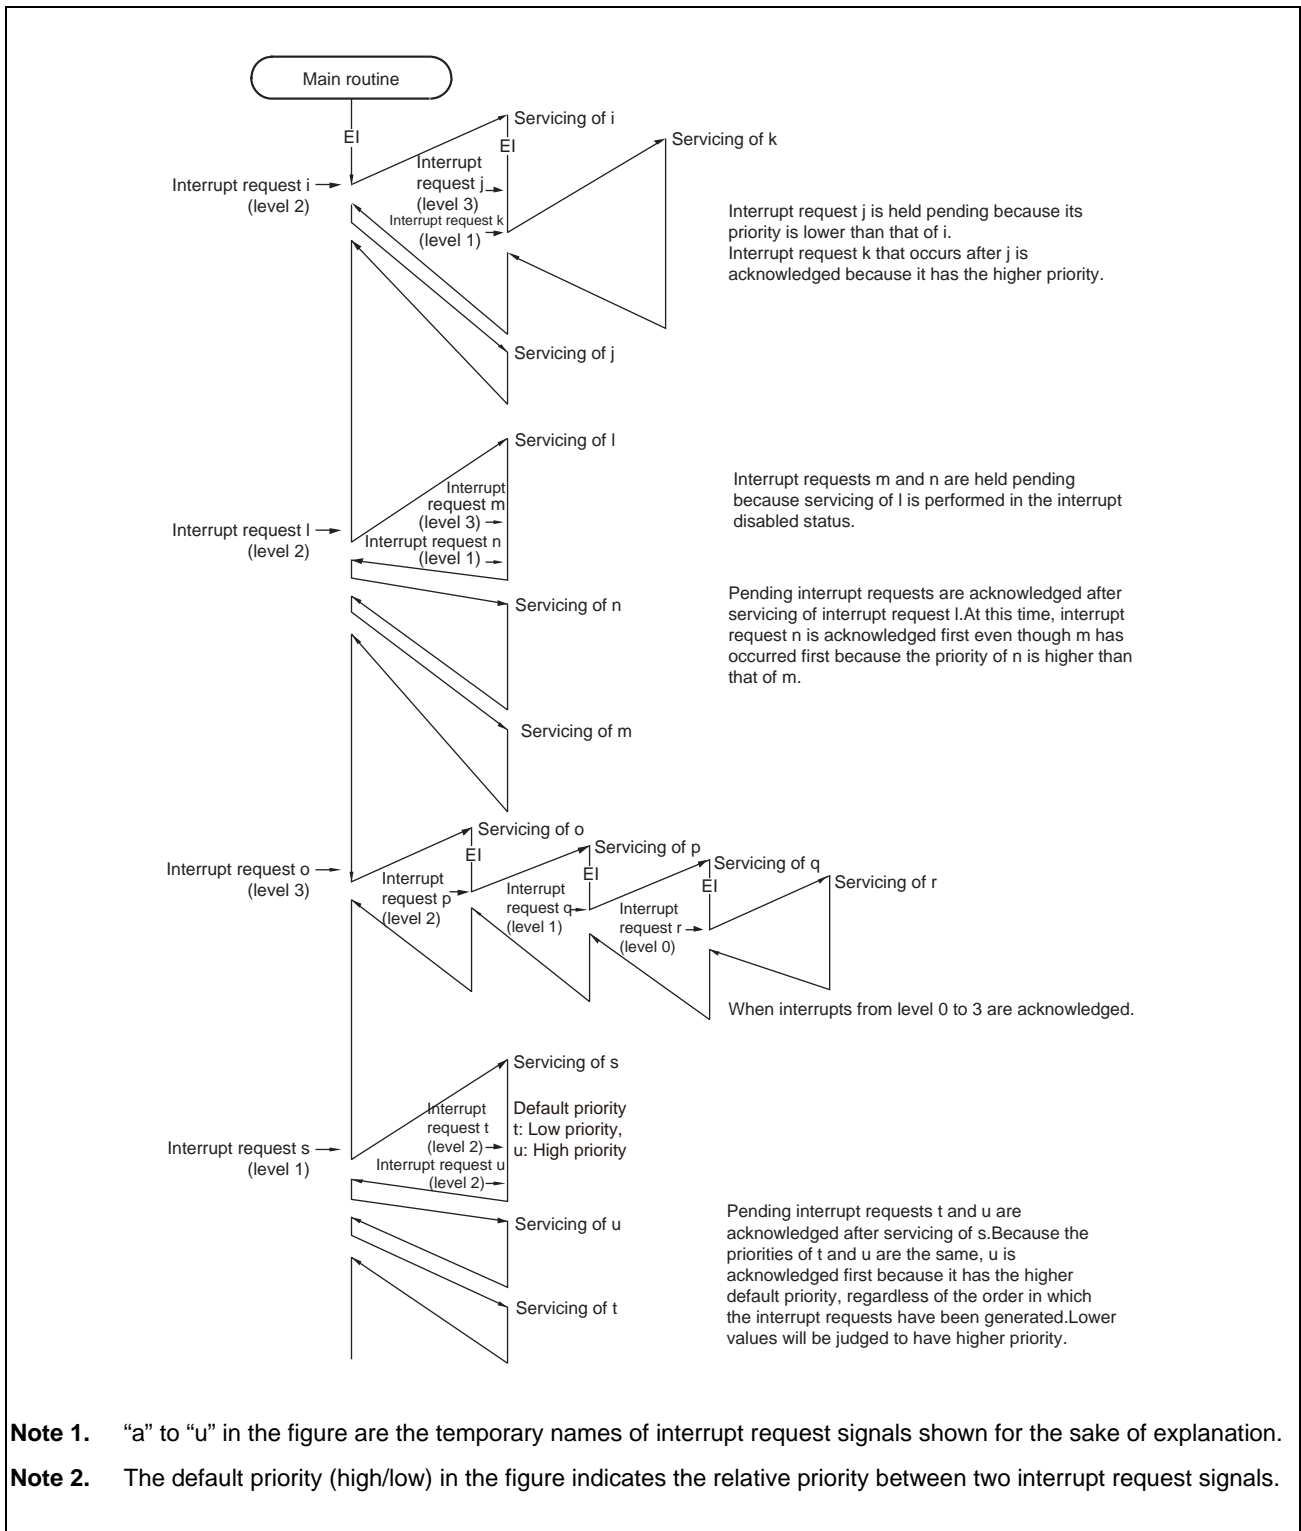 Main routine
EI
Interrupt request i
(level 2)
Servicing of i
EI
Interrupt
request j
(level 3)
Interrupt request k
(level 1)
Servicing of k
Interrupt request j is held pending because its
priority is lower than that of i.
Interrupt request k that occurs after j is
acknowledged because it has the higher priority.
Servicing of j
Servicing of l
Interrupt request l
(level 2)
Interrupt
request m
(level 3)
Interrupt request n
(level 1)
Interrupt requests m and n are held pending
because servicing of l is performed in the interrupt
disabled status.
Servicing of n
Pending interrupt requests are acknowledged after
servicing of interrupt request l.At this time, interrupt
request n is acknowledged first even though m has
occurred first because the priority of n is higher than
that of m.
Servicing of m
Interrupt request o
(level 3)
Servicing of o
EI
Interrupt
request p
(level 2)
Servicing of p
EI
Interrupt
request q
(level 1)
Servicing of q
EI
Interrupt
request r
(level 0)
Servicing of r
When interrupts from level 0 to 3 are acknowledged.
Interrupt request s
(level 1)
Servicing of s
Interrupt
request t
(level 2)
Interrupt request u
(level 2)
Default priority
t: Low priority,
u: High priority
Servicing of u
Servicing of t
Pending interrupt requests t and u are
acknowledged after servicing of s.Because the
priorities of t and u are the same, u is
acknowledged first because it has the higher
default priority, regardless of the order in which
the interrupt requests have been generated.Lower
values will be judged to have higher priority.
Note 1. “a” to “u” in the figure are the temporary names of interrupt request signals shown for the sake of explanation.
Note 2. The default priority (high/low) in the figure indicates the relative priority between two interrupt request signals.